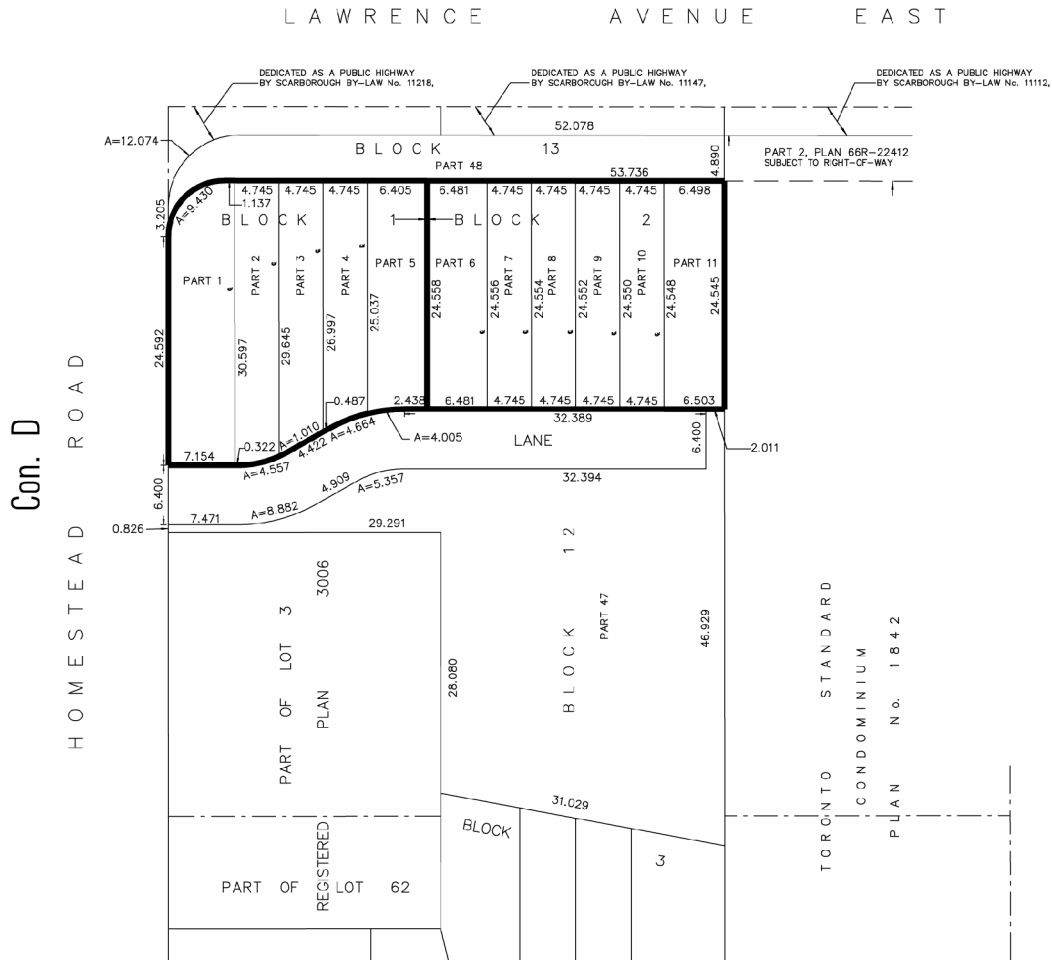 LAWRENCE AVENUE EAST
DEDICATED AS A PUBLIC HIGHWAY
BY SCARBOROUGH BY-LAW No. 11218,
DEDICATED AS A PUBLIC HIGHWAY
BY SCARBOROUGH BY-LAW No. 11147,
DEDICATED AS A PUBLIC HIGHWAY
BY SCARBOROUGH BY-LAW No. 11112,
A=12.074
52.078
BLOCK 13
PART 48
53.736
4.890
PART 2, PLAN 66R-22412
SUBJECT TO RIGHT-OF-WAY
3.205
A=9.430
1.137
4.745
4.745
4.745
6.405
6.481
4.745
4.745
4.745
4.745
6.498
BLOCK 1
BLOCK 2
PART 1
PART 2
PART 3
PART 4
PART 5
PART 6
PART 7
PART 8
PART 9
PART 10
PART 11
24.592
30.597
29.645
26.997
25.037
24.558
24.556
24.554
24.552
24.550
24.548
24.545
7.154
0.322
A=1.010
0.487
2.438
6.481
4.745
4.745
4.745
4.745
6.503
A=4.557
4.422
A=4.664
A=4.005
32.389
LANE
6.400
2.011
6.400
7.471
A=8.882
4.909
A=5.357
32.394
0.826
29.291
Con. D
HOMESTEAD ROAD
PART OF LOT 3
REGISTERED PLAN 3006
28.080
BLOCK 12
PART 47
46.929
TORONTO STANDARD
CONDOMINIUM
PLAN No. 1842
31.029
BLOCK 3
PART OF LOT 62